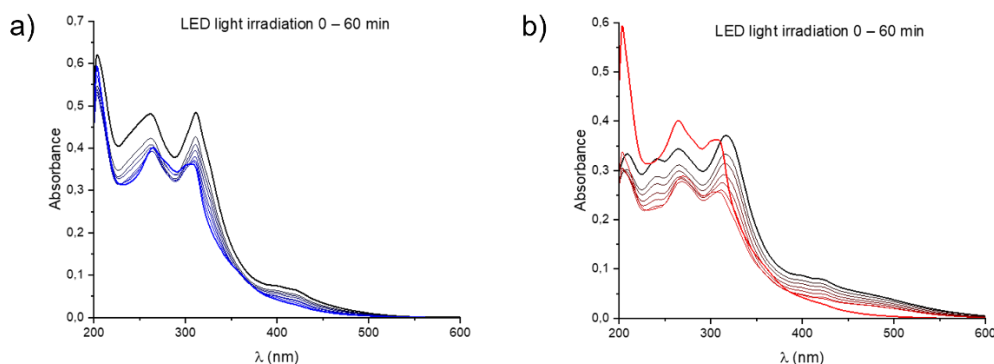 a)
LED light irradiation 0 – 60 min
0,7
0,6
0,5
0,4
0,3
0,2
0,1
0,0
Absorbance
200 300 400 500 600
λ (nm)
b)
LED light irradiation 0 – 60 min
0,6
0,5
0,4
0,3
0,2
0,1
0,0
Absorbance
200 300 400 500 600
λ (nm)